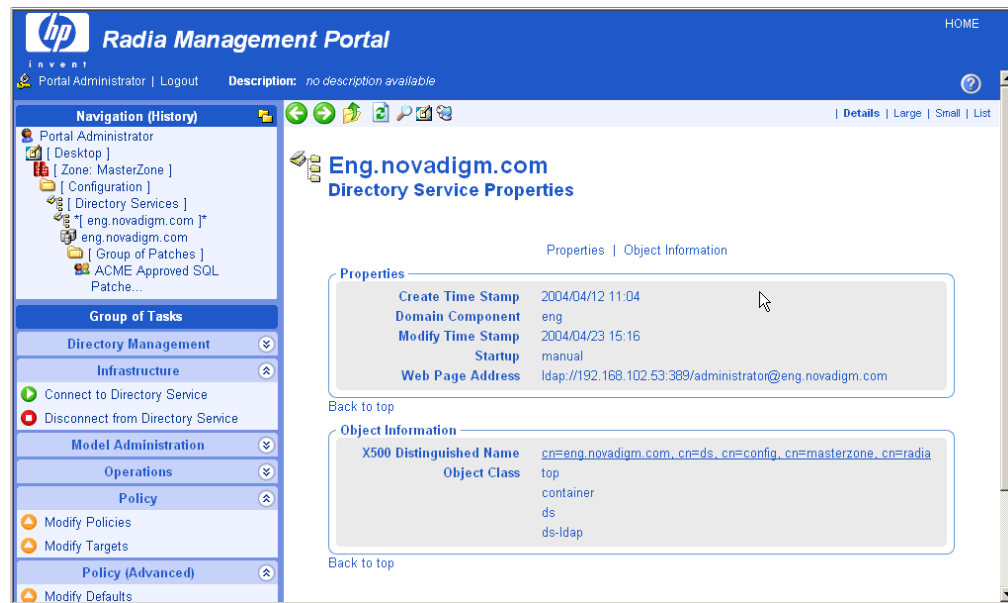 HOME
hp
Radia Management Portal
invent
Portal Administrator | Logout Description: no description available
Navigation (History)
| Details | Large | Small | List
Portal Administrator
[ Desktop ]
[ Zone: MasterZone ]
[ Configuration ]
[ Directory Services ]
*[ eng.novadigm.com ]*
eng.novadigm.com
[ Group of Patches ]
ACME Approved SQL
Patche...
Group of Tasks
Directory Management
Infrastructure
Connect to Directory Service
Disconnect from Directory Service
Model Administration
Operations
Policy
Modify Policies
Modify Targets
Policy (Advanced)
Modify Defaults
Eng.novadigm.com
Directory Service Properties
Properties | Object Information
Properties
Create Time Stamp 2004/04/12 11:04
Domain Component eng
Modify Time Stamp 2004/04/23 15:16
Startup manual
Web Page Address ldap://192.168.102.53:389/administrator@eng.novadigm.com
Back to top
Object Information
X500 Distinguished Name cn=eng.novadigm.com, cn=ds, cn=config, cn=masterzone, cn=radia
Object Class top
container
ds
ds-ldap
Back to top